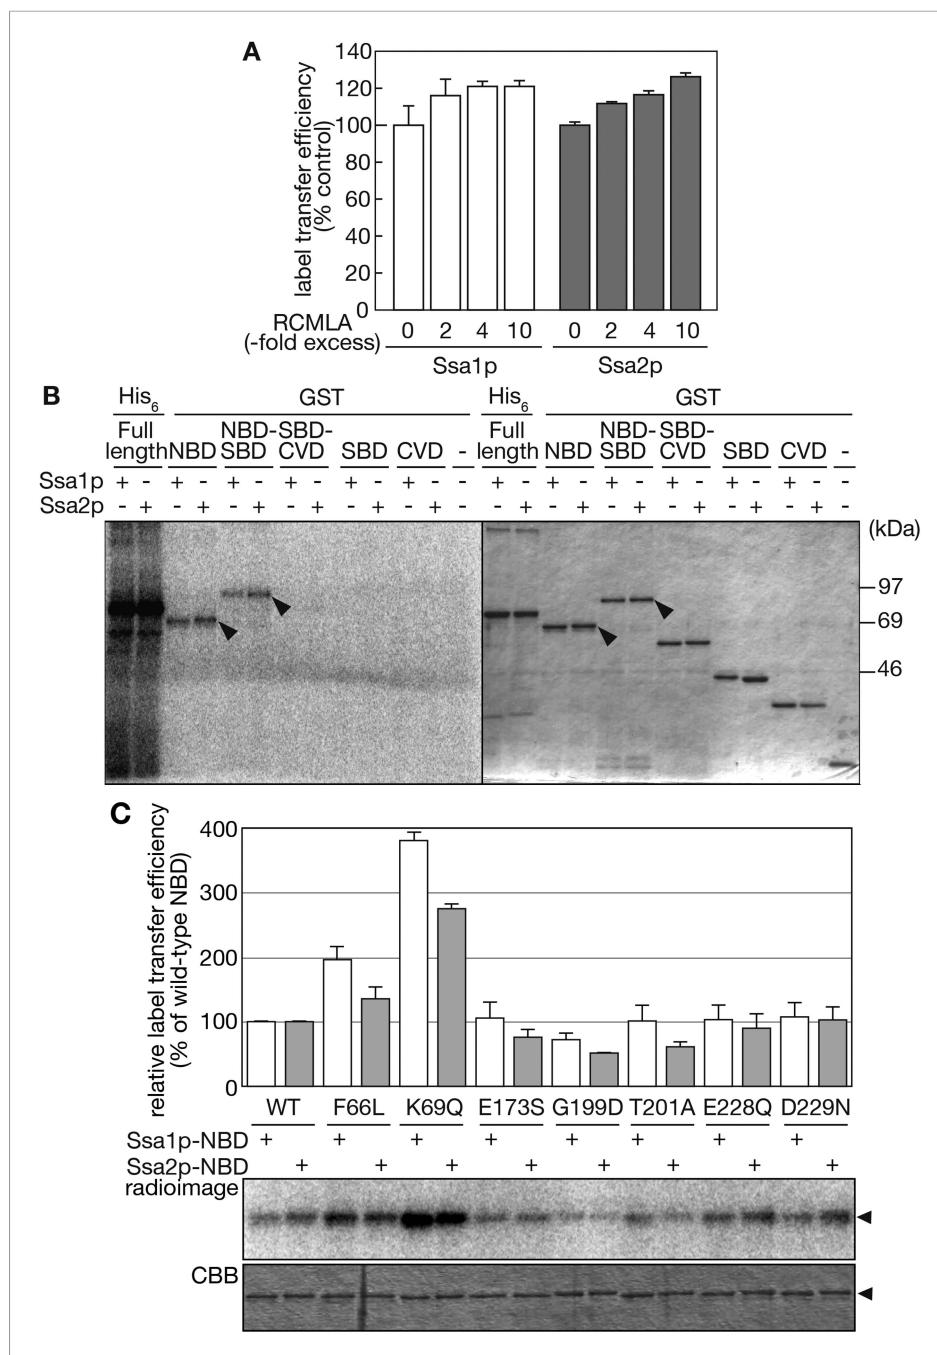 A
label transfer efficiency
(% control)
140
120
100
80
60
40
20
0
RCMLA
(-fold excess)
0 2 4 10 0 2 4 10
Ssa1p Ssa2p
B
His6 GST His6 GST
Full NBD-SBD- Full NBD-SBD-
length NBD SBD CVD SBD CVD - length NBD SBD CVD SBD CVD -
Ssa1p + - + - + - + - + - + - + - + - + - + - + - + -
Ssa2p - + - + - + - + - + - + - - + - + - + - + - + - + -
(kDa)
97
69
46
C
relative label transfer efficiency
(% of wild-type NBD)
400
300
200
100
0
WT F66L K69Q E173S G199D T201A E228Q D229N
Ssa1p-NBD + + + + + + + +
Ssa2p-NBD + + + + + + + +
radioimage
CBB